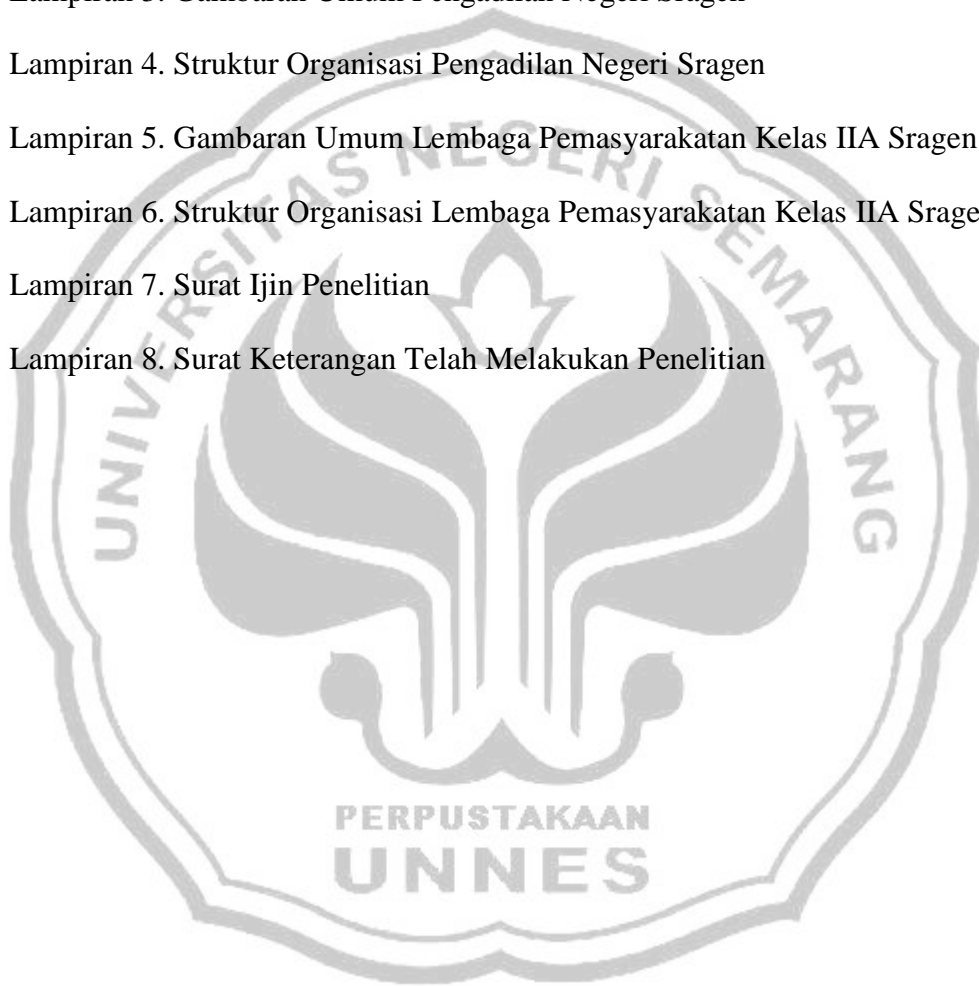 Lampiran 4. Struktur Organisasi Pengadilan Negeri Sragen
Lampiran 5. Gambaran Umum Lembaga Pemasyarakatan Kelas IIA Sragen
Lampiran 6. Struktur Organisasi Lembaga Pemasyarakatan Kelas IIA Srage
Lampiran 7. Surat Ijin Penelitian
Lampiran 8. Surat Keterangan Telah Melakukan Penelitian
UNIVERSITAS NEGERI SEMARANG
PERPUSTAKAAN
UNNES